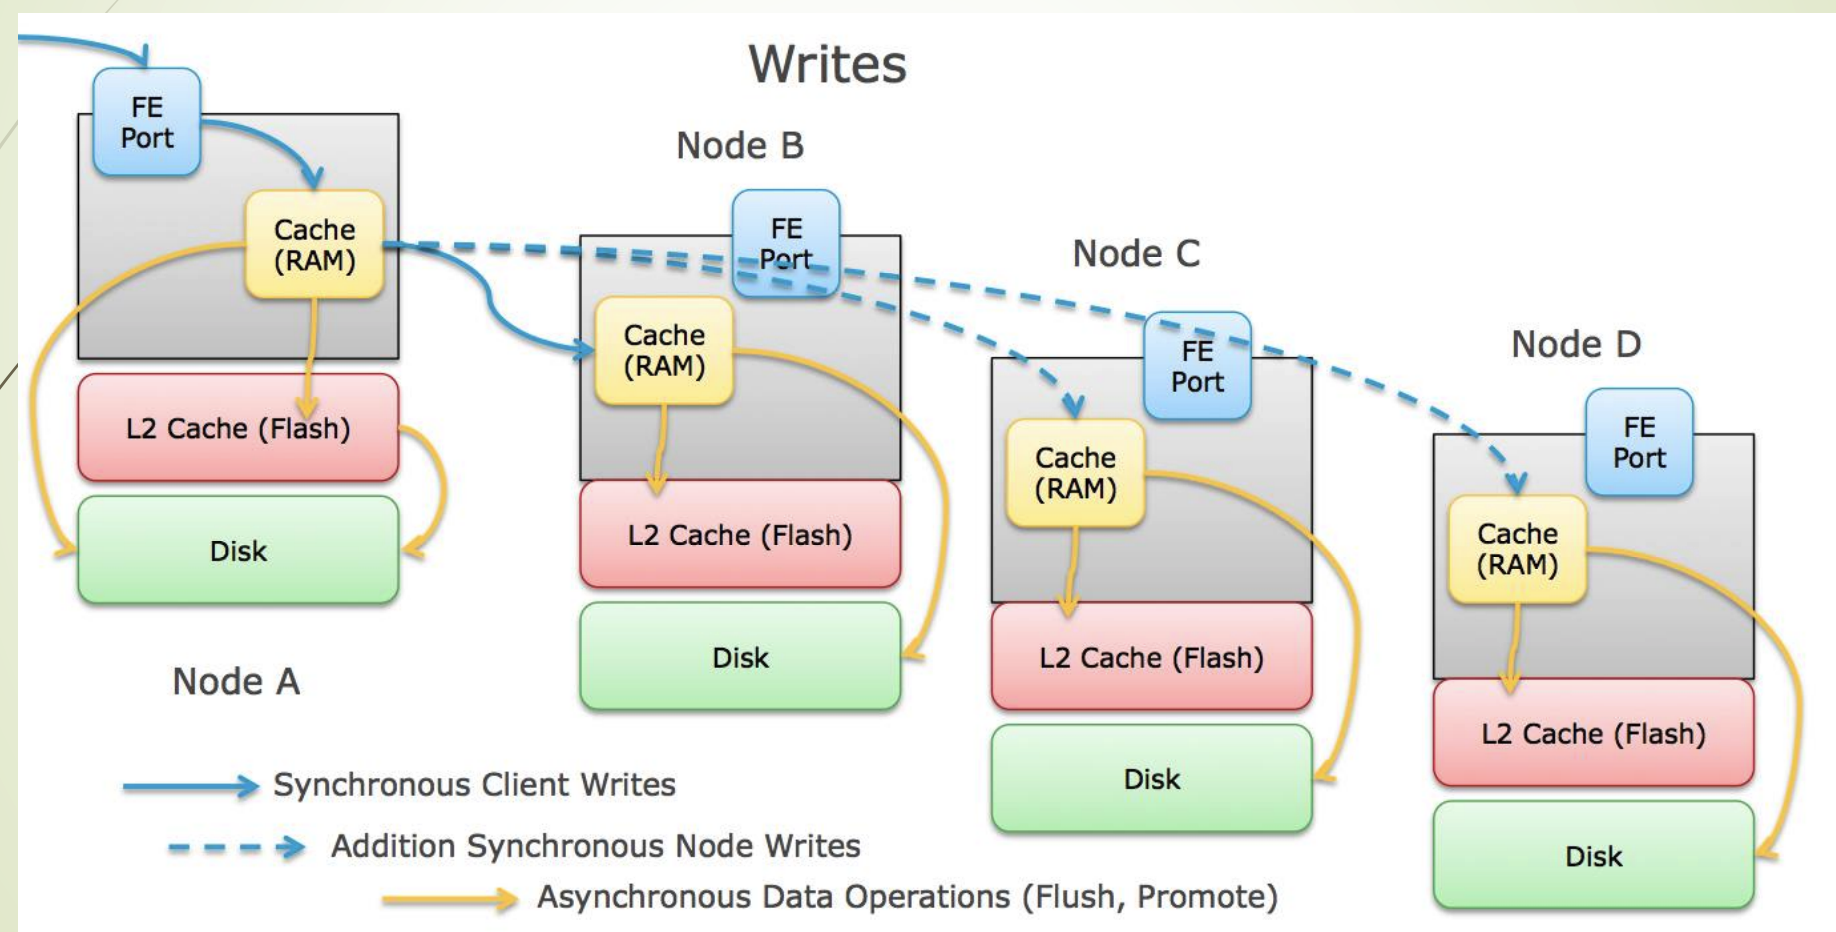 Writes
FE
Port
Cache
(RAM)
L2 Cache (Flash)
Disk
Node A
Node B
FE
Port
Cache
(RAM)
L2 Cache (Flash)
Disk
Node C
FE
Port
Cache
(RAM)
L2 Cache (Flash)
Disk
Node D
FE
Port
Cache
(RAM)
L2 Cache (Flash)
Disk
Synchronous Client Writes
Addition Synchronous Node Writes
Asynchronous Data Operations (Flush, Promote)